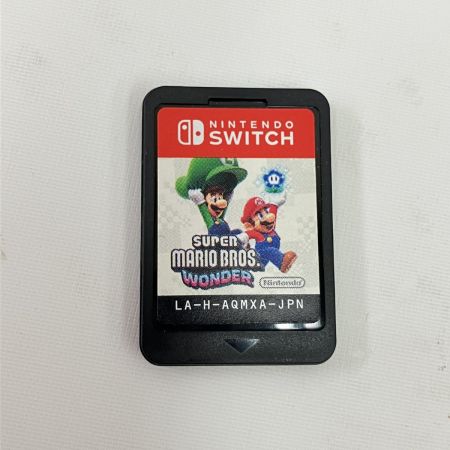 NINTENDO
SWITCH
SUPER
MARIO BROS.
WONDER
Nintendo
LA-H-AQMXA-JPN